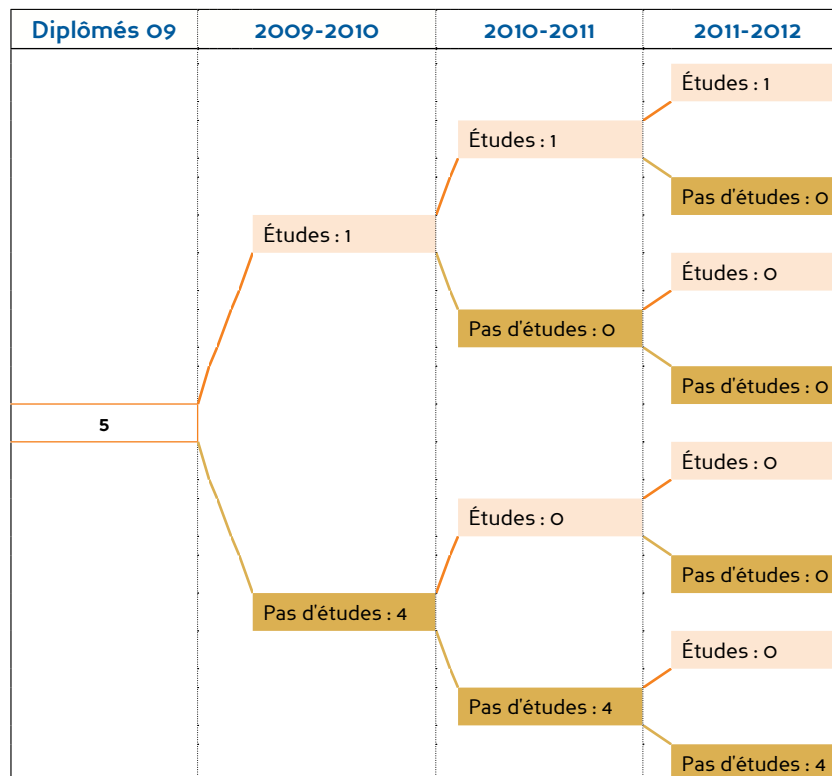 Diplômés 09 2009-2010 2010-2011 2011-2012
Études : 1
Études : 1
Pas d'études : 0
Études : 1
Études : 0
Pas d'études : 0
Pas d'études : 0
5
Études : 0
Études : 0
Pas d'études : 0
Pas d'études : 4
Études : 0
Pas d'études : 4
Pas d'études : 4